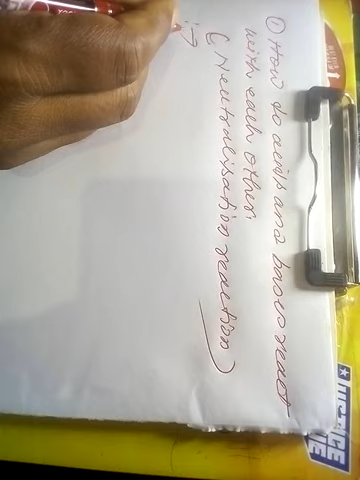 ① How do acids and bases react
with each other.
(Neutralisation reaction)
:→